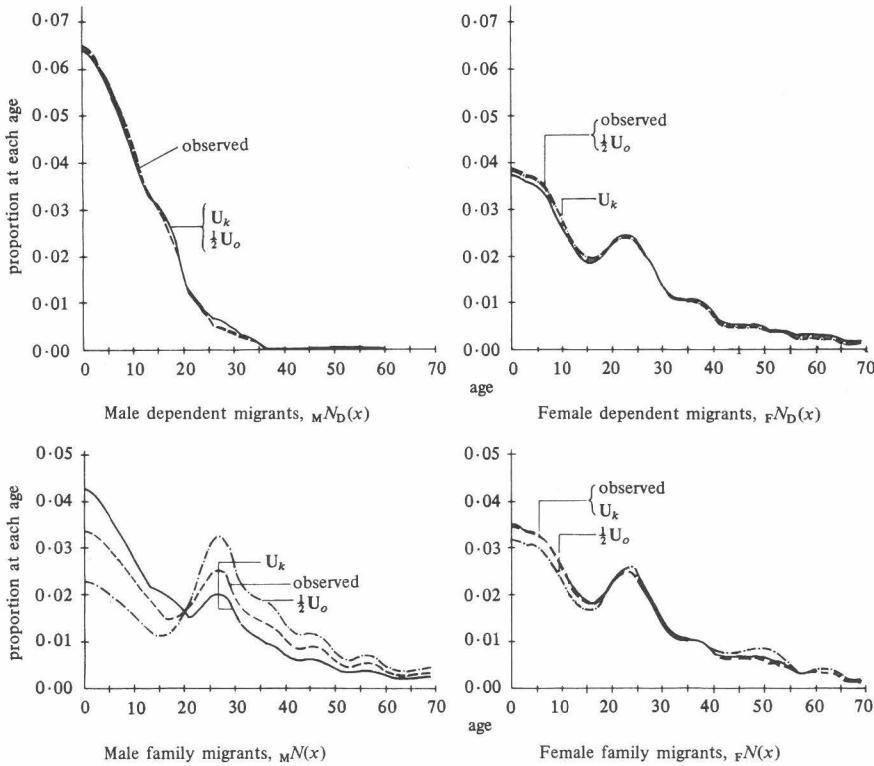 proportion at each age
0·07
0·06
0·05
0·04
0·03
0·02
0·01
0·00
observed
U_k
½U_o
0 10 20 30 40 50 60 70
Male dependent migrants, _M N_D(x)
0·07
0·06
0·05
0·04
0·03
0·02
0·01
0·00
observed
½U_o
U_k
0 10 20 30 40 50 60 70
age
Female dependent migrants, _F N_D(x)
proportion at each age
0·05
0·04
0·03
0·02
0·01
0·00
U_k
observed
½U_o
0 10 20 30 40 50 60 70
Male family migrants, _M N(x)
0·05
0·04
0·03
0·02
0·01
0·00
observed
U_k
½U_o
0 10 20 30 40 50 60 70
age
Female family migrants, _F N(x)